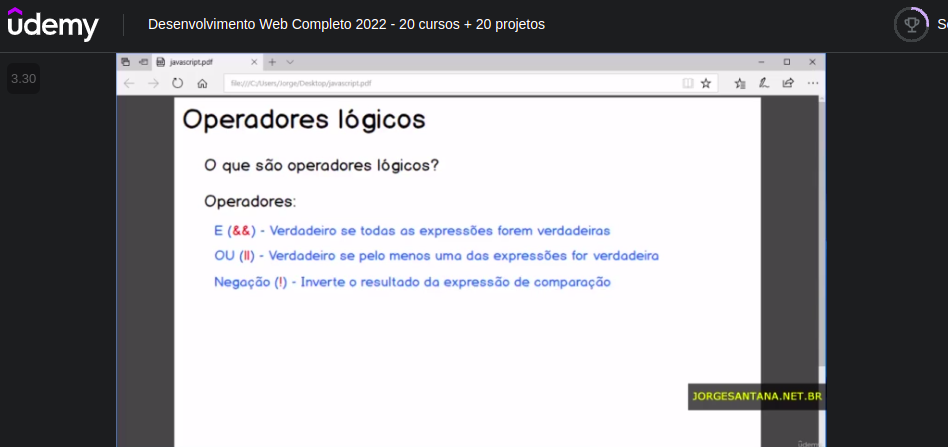 udemy
Desenvolvimento Web Completo 2022 - 20 cursos + 20 projetos
3.30
javascript.pdf
file:///C:/Users/Jorge/Desktop/javascript.pdf
Operadores lógicos
O que são operadores lógicos?
Operadores:
E (&&) - Verdadeiro se todas as expressões forem verdadeiras
OU (||) - Verdadeiro se pelo menos uma das expressões for verdadeira
Negação (!) - Inverte o resultado da expressão de comparação
JORGESANTANA.NET.BR
udemy